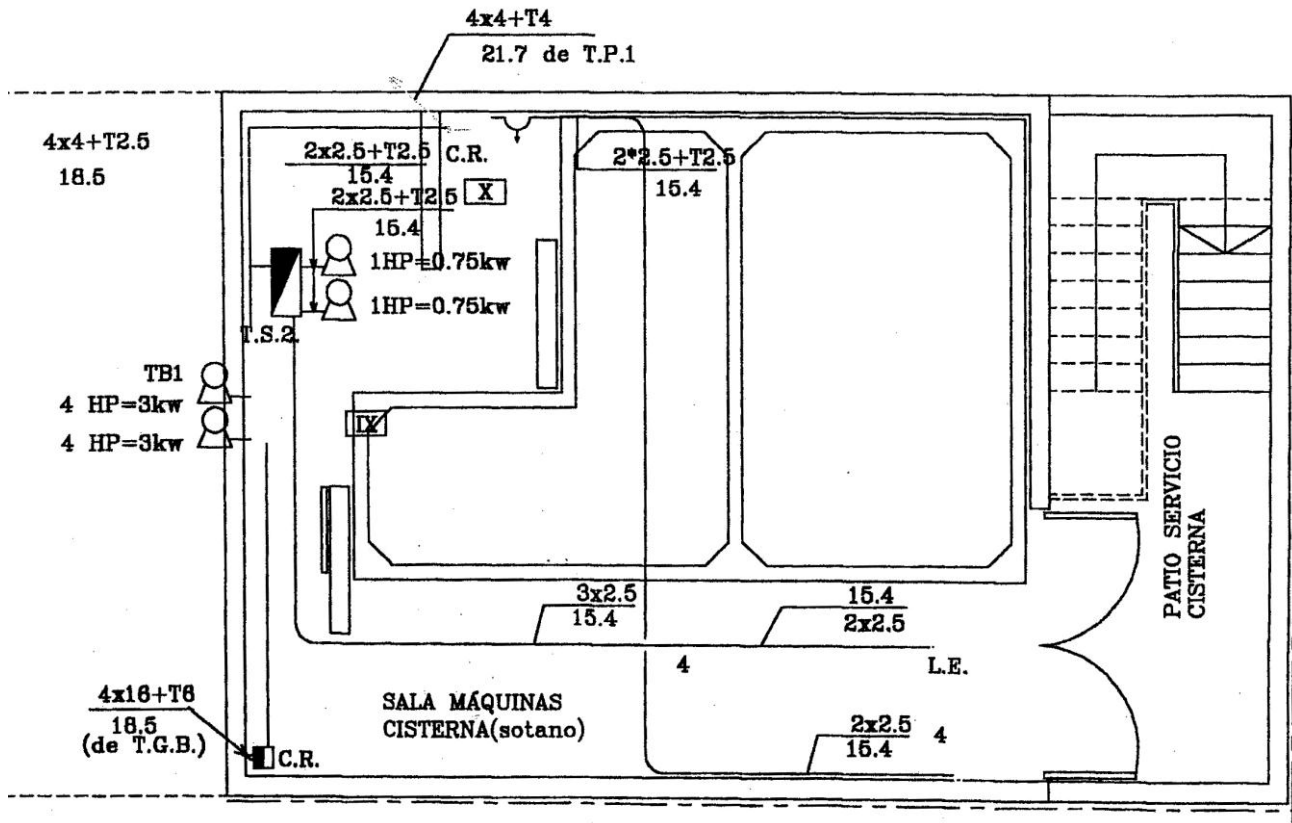 4x4+T4
21.7 de T.P.1
4x4+T2.5
18.5
2x2.5+T2.5 C.R.
15.4
X
2x2.5+T2.5
15.4
2*2.5+T2.5
15.4
1HP=0.75kw
1HP=0.75kw
T.S.2.
TB1
4 HP=3kw
4 HP=3kw
IX
PATIO SERVICIO
CISTERNA
3x2.5
15.4
15.4
2x2.5
4
L.E.
SALA MÁQUINAS
CISTERNA(sotano)
4x16+T6
18.5
(de T.G.B.)
C.R.
2x2.5
15.4
4